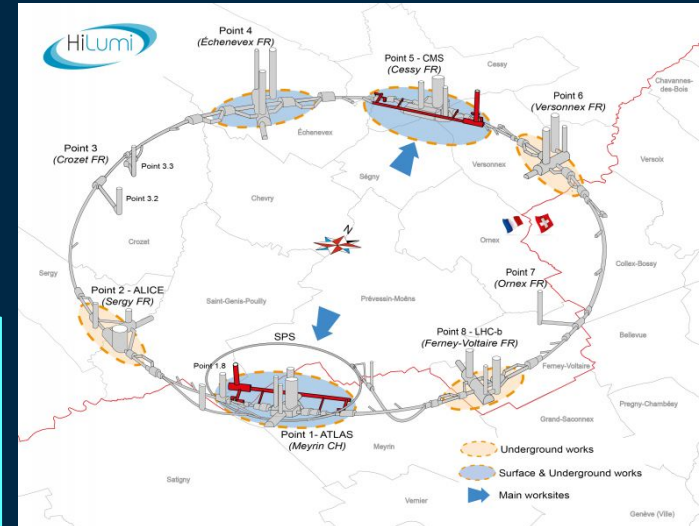 HiLumi
Point 4
(Échenevex FR)
Point 5 - CMS
(Cessy FR)
Cessy
Point 6
(Versonnex FR)
Chavannes-
des-Bois
Point 3
(Crozet FR)
Point 3.3
Point 3.2
Échenevex
Ségny
Versonnex
Versoix
Chevry
N
Crozet
Ornex
Collex-Bossy
Sergy
Point 2 - ALICE
(Sergy FR)
Saint-Genis-Pouilly
Prévessin-Moëns
Point 7
(Ornex FR)
SPS
Point 8 - LHC-b
(Ferney-Voltaire FR)
Bellevue
Point 1.8
Ferney-Voltaire
Pregny-Chambésy
Point 1- ATLAS
(Meyrin CH)
Meyrin
Grand-Saconnex
Satigny
Vernier
Genève (Ville)
Underground works
Surface & Underground works
Main worksites